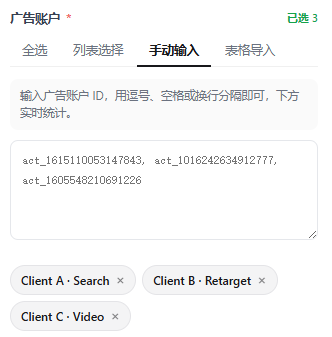 广告账户 * 已选 3
全选 列表选择 手动输入 表格导入
输入广告账户 ID，用逗号、空格或换行分隔即可，下方
实时统计。
act_1615110053147843, act_1016242634912777,
act_1605548210691226
Client A · Search × Client B · Retarget ×
Client C · Video ×